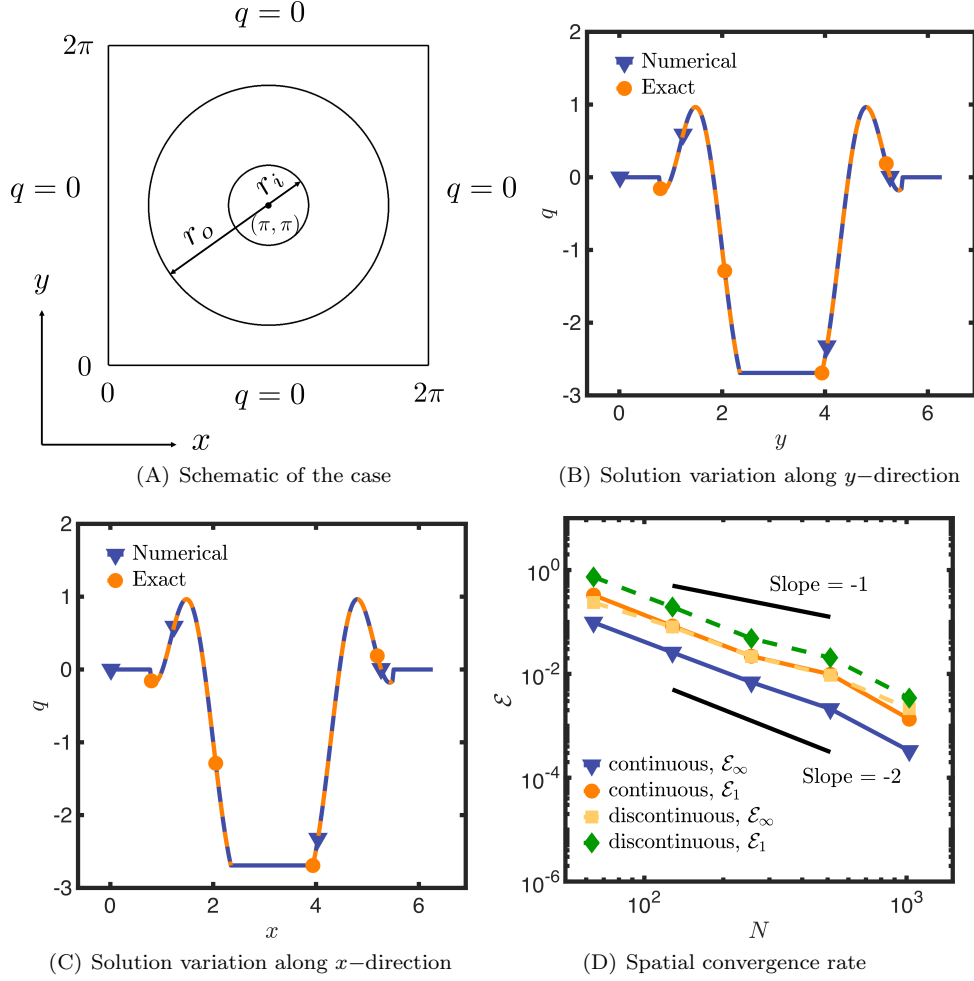 q = 0
2π
q = 0
q = 0
r_i
(π, π)
r_o
y
0
0
q = 0
2π
x
(A) Schematic of the case
2
1
0
-1
-2
-3
q
Numerical
Exact
0
2
4
6
y
(B) Solution variation along y−direction
2
1
0
-1
-2
-3
q
Numerical
Exact
0
2
4
6
x
(C) Solution variation along x−direction
10^0
10^-2
10^-4
10^-6
ℰ
Slope = -1
Slope = -2
continuous, ℰ_∞
continuous, ℰ_1
discontinuous, ℰ_∞
discontinuous, ℰ_1
10^2
10^3
N
(D) Spatial convergence rate